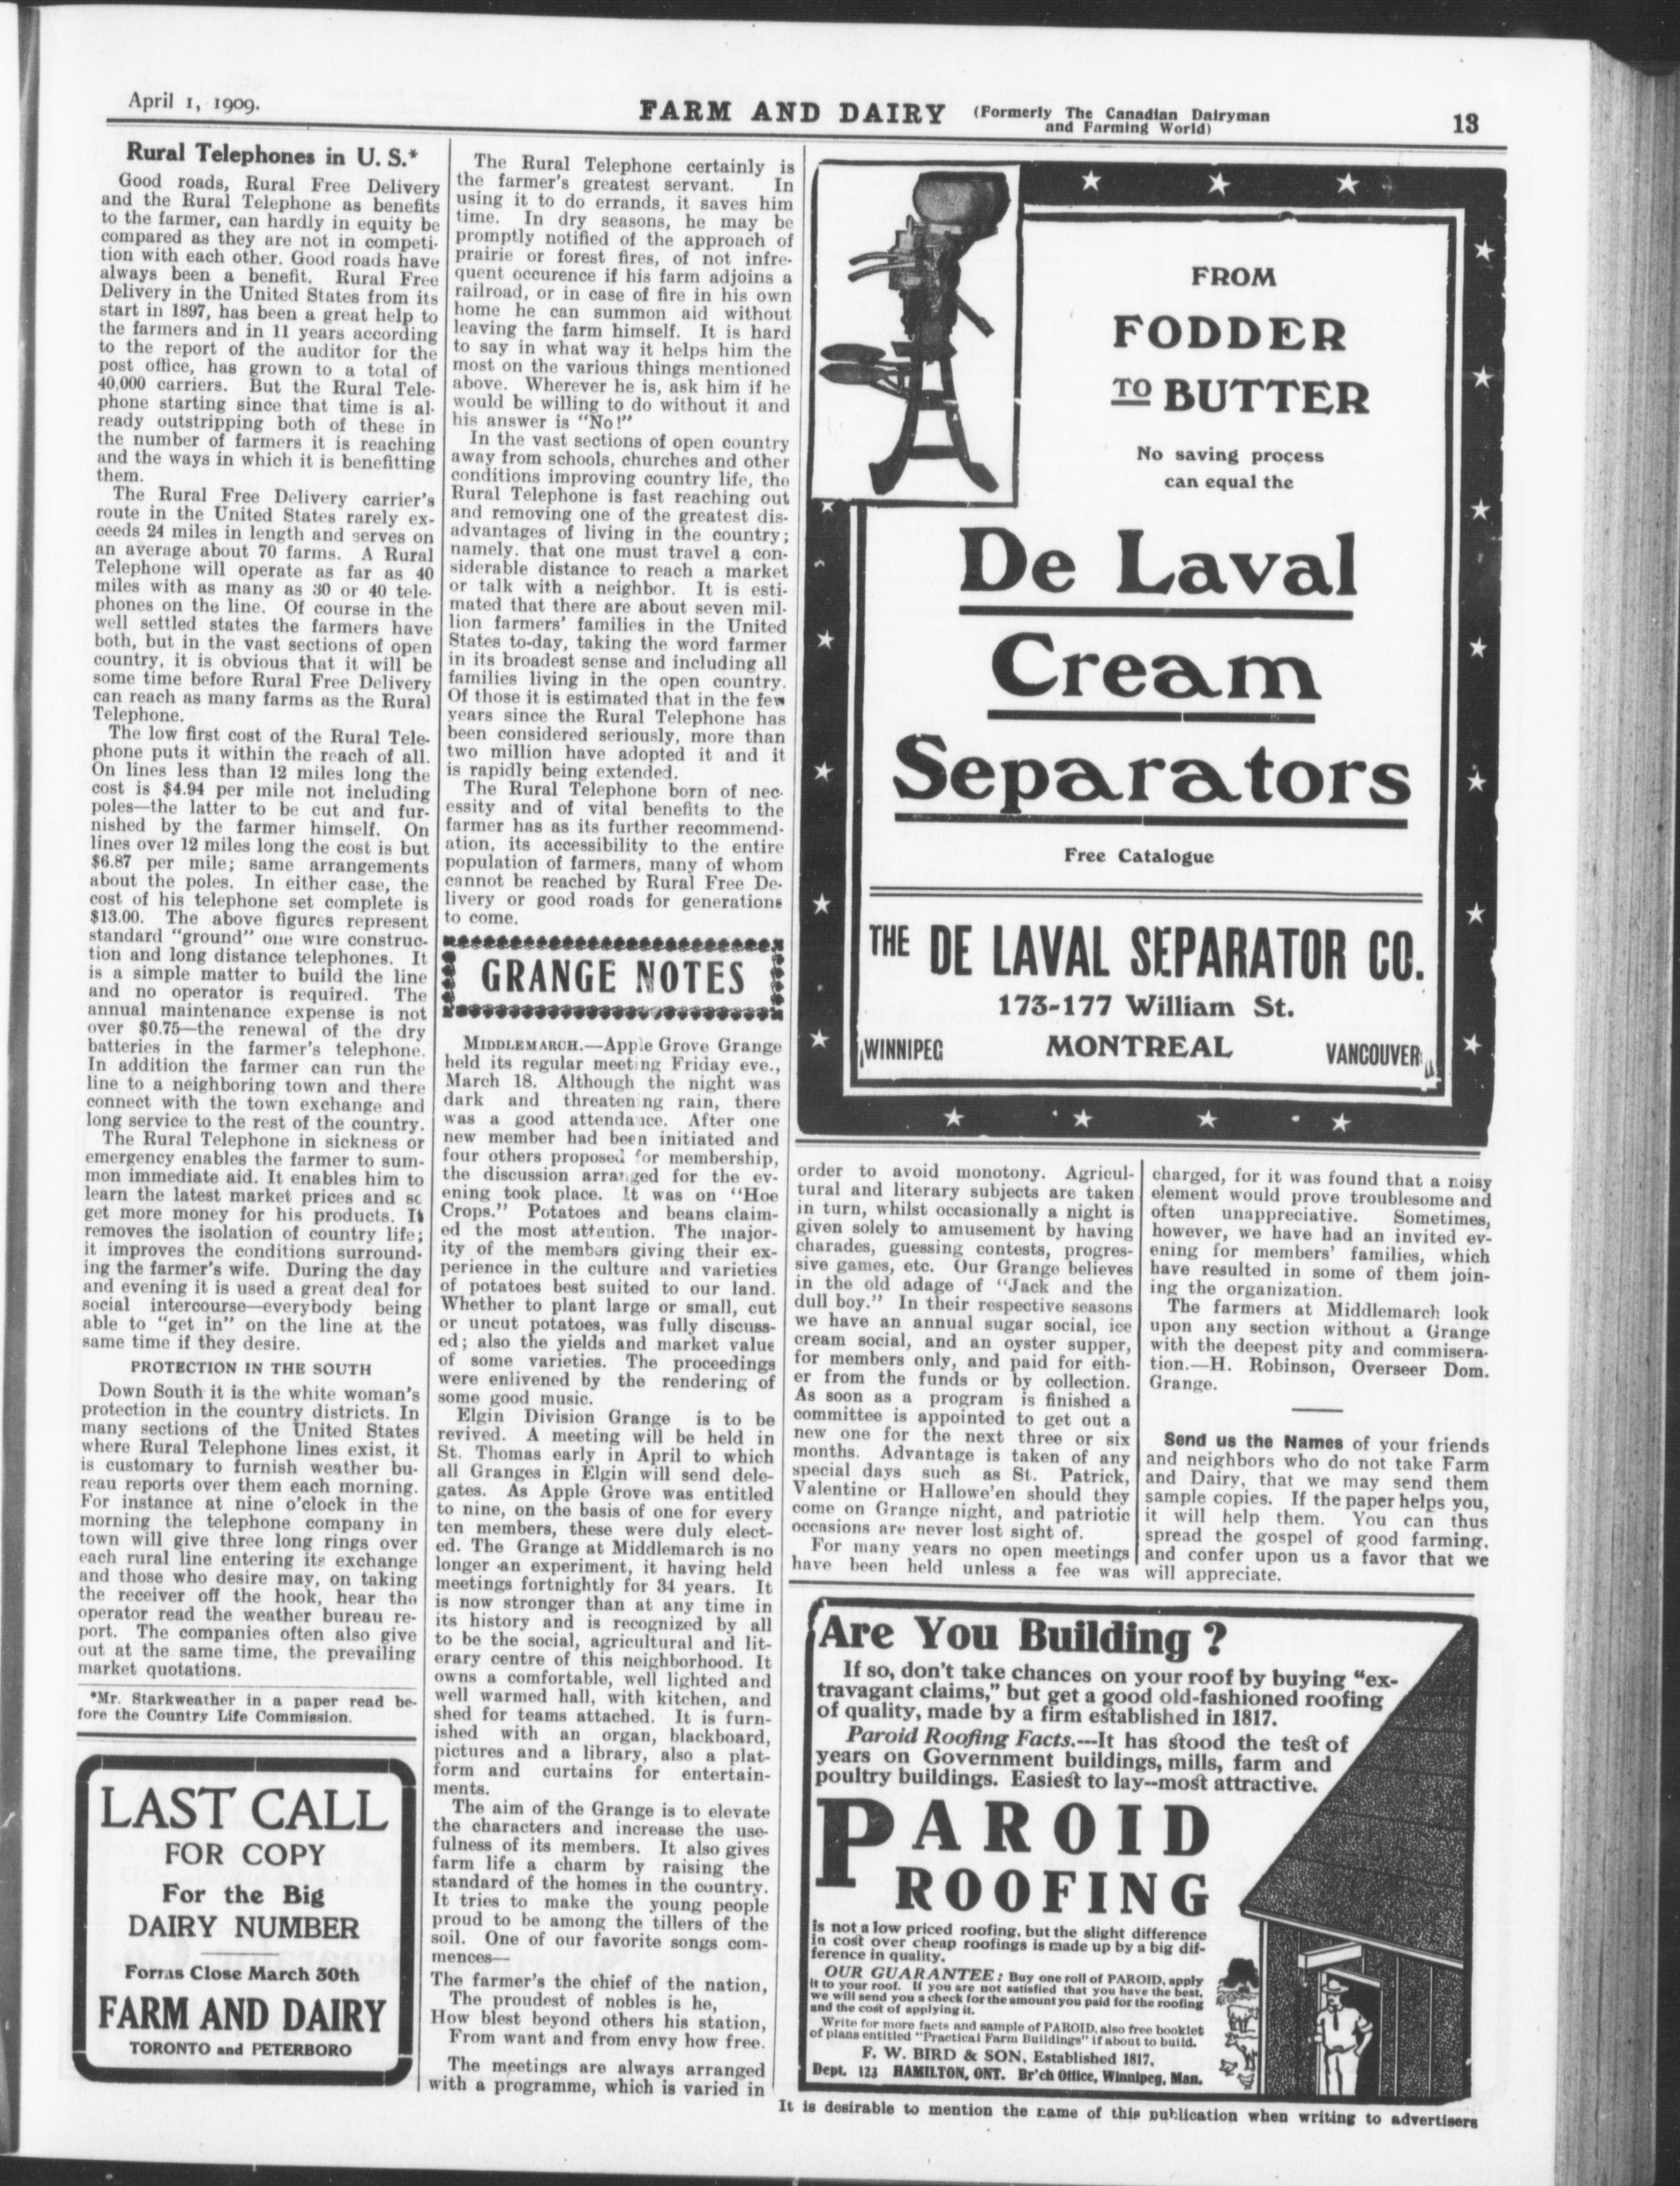 April 1, 1909.
FARM AND DAIRY
(Formerly The Canadian Dairyman
and Farming World)
13
Rural Telephones in U. S.*
Good roads, Rural Free Delivery
and the Rural Telephone as benefits
to the farmer, can hardly in equity be
compared as they are not in competi-
tion with each other. Good roads have
always been a benefit. Rural Free
Delivery in the United States from its
start in 1897, has been a great help to
the farmers and in 11 years according
to the report of the auditor for the
post office, has grown to a total of
40,000 carriers. But the Rural Tele-
phone starting since that time is al-
ready outstripping both of these in
the number of farmers it is reaching
and the ways in which it is benefitting
them.
The Rural Free Delivery carrier's
route in the United States rarely ex-
ceeds 24 miles in length and serves on
an average about 70 farms. A Rural
Telephone will operate as far as 40
miles with as many as 30 or 40 tele-
phones on the line. Of course in the
well settled states the farmers have
both, but in the vast sections of open
country, it is obvious that it will be
some time before Rural Free Delivery
can reach as many farms as the Rural
Telephone.
The low first cost of the Rural Tele-
phone puts it within the reach of all.
On lines less than 12 miles long the
cost is $4.94 per mile not including
poles—the latter to be cut and fur-
nished by the farmer himself. On
lines over 12 miles long the cost is but
$6.87 per mile; same arrangements
about the poles. In either case, the
cost of his telephone set complete is
$13.00. The above figures represent
standard "ground" one wire construc-
tion and long distance telephones. It
is a simple matter to build the line
and no operator is required. The
annual maintenance expense is not
over $0.75—the renewal of the dry
batteries in the farmer's telephone.
In addition the farmer can run the
line to a neighboring town and there
connect with the town exchange and
long service to the rest of the country.
The Rural Telephone in sickness or
emergency enables the farmer to sum-
mon immediate aid. It enables him to
learn the latest market prices and so
get more money for his products. It
removes the isolation of country life;
it improves the conditions surround-
ing the farmer's wife. During the day
and evening it is used a great deal for
social intercourse—everybody being
able to "get in" on the line at the
same time if they desire.
PROTECTION IN THE SOUTH
Down South it is the white woman's
protection in the country districts. In
many sections of the United States
where Rural Telephone lines exist, it
is customary to furnish weather bu-
reau reports over them each morning.
For instance at nine o'clock in the
morning the telephone company in
town will give three long rings over
each rural line entering its exchange
and those who desire may, on taking
the receiver off the hook, hear the
operator read the weather bureau re-
port. The companies often also give
out at the same time, the prevailing
market quotations.
*Mr. Starkweather in a paper read be-
fore the Country Life Commission.
LAST CALL
FOR COPY
For the Big
DAIRY NUMBER
Forms Close March 30th
FARM AND DAIRY
TORONTO and PETERBORO
The Rural Telephone certainly is
the farmer's greatest servant. In
using it to do errands, it saves him
time. In dry seasons, he may be
promptly notified of the approach of
prairie or forest fires, of not infre-
quent occurence if his farm adjoins a
railroad, or in case of fire in his own
home he can summon aid without
leaving the farm himself. It is hard
to say in what way it helps him the
most on the various things mentioned
above. Wherever he is, ask him if he
would be willing to do without it and
his answer is "No!"
In the vast sections of open country
away from schools, churches and other
conditions improving country life, the
Rural Telephone is fast reaching out
and removing one of the greatest dis-
advantages of living in the country;
namely. that one must travel a con-
siderable distance to reach a market
or talk with a neighbor. It is esti-
mated that there are about seven mil-
lion farmers' families in the United
States to-day, taking the word farmer
in its broadest sense and including all
families living in the open country.
Of those it is estimated that in the few
years since the Rural Telephone has
been considered seriously, more than
two million have adopted it and it
is rapidly being extended.
The Rural Telephone born of nec-
essity and of vital benefits to the
farmer has as its further recommend-
ation, its accessibility to the entire
population of farmers, many of whom
cannot be reached by Rural Free De-
livery or good roads for generations
to come.
GRANGE NOTES
MIDDLEMARCH.—Apple Grove Grange
held its regular meeting Friday eve.,
March 18. Although the night was
dark and threatening rain, there
was a good attendance. After one
new member had been initiated and
four others proposed for membership,
the discussion arranged for the ev-
ening took place. It was on "Hoe
Crops." Potatoes and beans claim-
ed the most attention. The major-
ity of the members giving their ex-
perience in the culture and varieties
of potatoes best suited to our land.
Whether to plant large or small, cut
or uncut potatoes, was fully discuss-
ed; also the yields and market value
of some varieties. The proceedings
were enlivened by the rendering of
some good music.
Elgin Division Grange is to be
revived. A meeting will be held in
St. Thomas early in April to which
all Granges in Elgin will send dele-
gates. As Apple Grove was entitled
to nine, on the basis of one for every
ten members, these were duly elect-
ed. The Grange at Middlemarch is no
longer an experiment, it having held
meetings fortnightly for 34 years. It
is now stronger than at any time in
its history and is recognized by all
to be the social, agricultural and lit-
erary centre of this neighborhood. It
owns a comfortable, well lighted and
well warmed hall, with kitchen, and
shed for teams attached. It is furn-
ished with an organ, blackboard,
pictures and a library, also a plat-
form and curtains for entertain-
ments.
The aim of the Grange is to elevate
the characters and increase the use-
fulness of its members. It also gives
farm life a charm by raising the
standard of the homes in the country.
It tries to make the young people
proud to be among the tillers of the
soil. One of our favorite songs com-
mences—
The farmer's the chief of the nation,
The proudest of nobles is he,
How blest beyond others his station,
From want and from envy how free.
The meetings are always arranged
with a programme, which is varied in
FROM
FODDER
TO BUTTER
No saving process
can equal the
De Laval
Cream
Separators
Free Catalogue
THE DE LAVAL SEPARATOR CO.
173-177 William St.
WINNIPEG MONTREAL VANCOUVER
order to avoid monotony. Agricul-
tural and literary subjects are taken
in turn, whilst occasionally a night is
given solely to amusement by having
charades, guessing contests, progres-
sive games, etc. Our Grange believes
in the old adage of "Jack and the
dull boy." In their respective seasons
we have an annual sugar social, ice
cream social, and an oyster supper,
for members only, and paid for eith-
er from the funds or by collection.
As soon as a program is finished a
committee is appointed to get out a
new one for the next three or six
months. Advantage is taken of any
special days such as St. Patrick,
Valentine or Hallowe'en should they
come on Grange night, and patriotic
occasions are never lost sight of.
For many years no open meetings
have been held unless a fee was
charged, for it was found that a noisy
element would prove troublesome and
often unappreciative. Sometimes,
however, we have had an invited ev-
ening for members' families, which
have resulted in some of them join-
ing the organization.
The farmers at Middlemarch look
upon any section without a Grange
with the deepest pity and commisera-
tion.—H. Robinson, Overseer Dom.
Grange.
Send us the Names of your friends
and neighbors who do not take Farm
and Dairy, that we may send them
sample copies. If the paper helps you,
it will help them. You can thus
spread the gospel of good farming,
and confer upon us a favor that we
will appreciate.
Are You Building?
If so, don't take chances on your roof by buying "ex-
travagant claims," but get a good old-fashioned roofing
of quality, made by a firm established in 1817.
Paroid Roofing Facts.---It has stood the test of
years on Government buildings, mills, farm and
poultry buildings. Easiest to lay--most attractive.
PAROID
ROOFING
is not a low priced roofing, but the slight difference
in cost over cheap roofings is made up by a big dif-
ference in quality.
OUR GUARANTEE: Buy one roll of PAROID, apply
it to your roof. If you are not satisfied that you have the best,
we will send you a check for the amount you paid for the roofing
and the cost of applying it.
Write for more facts and sample of PAROID, also free booklet
of plans entitled "Practical Farm Buildings" if about to build.
F. W. BIRD & SON, Established 1817,
Dept. 123 HAMILTON, ONT. Br'ch Office, Winnipeg, Man.
It is desirable to mention the name of this publication when writing to advertisers